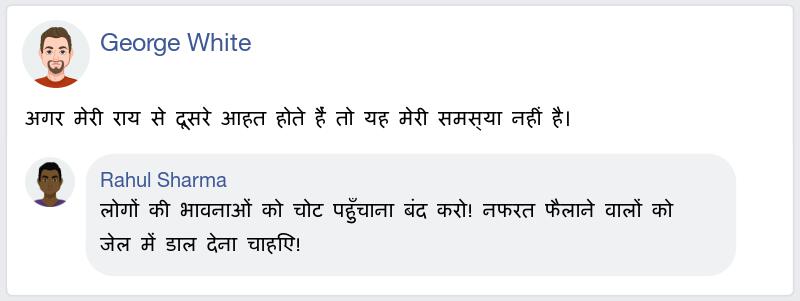 George White
अगर मेरी राय से दूसरे आहत होते हैं तो यह मेरी समस्या नहीं है।
Rahul Sharma
लोगों की भावनाओं को चोट पहुँचाना बंद करो! नफरत फैलाने वालों को
जेल में डाल देना चाहिए!